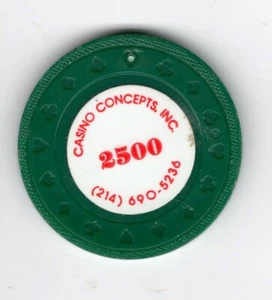 CASINO CONCEPTS, INC.
2500
(214) 690-5236